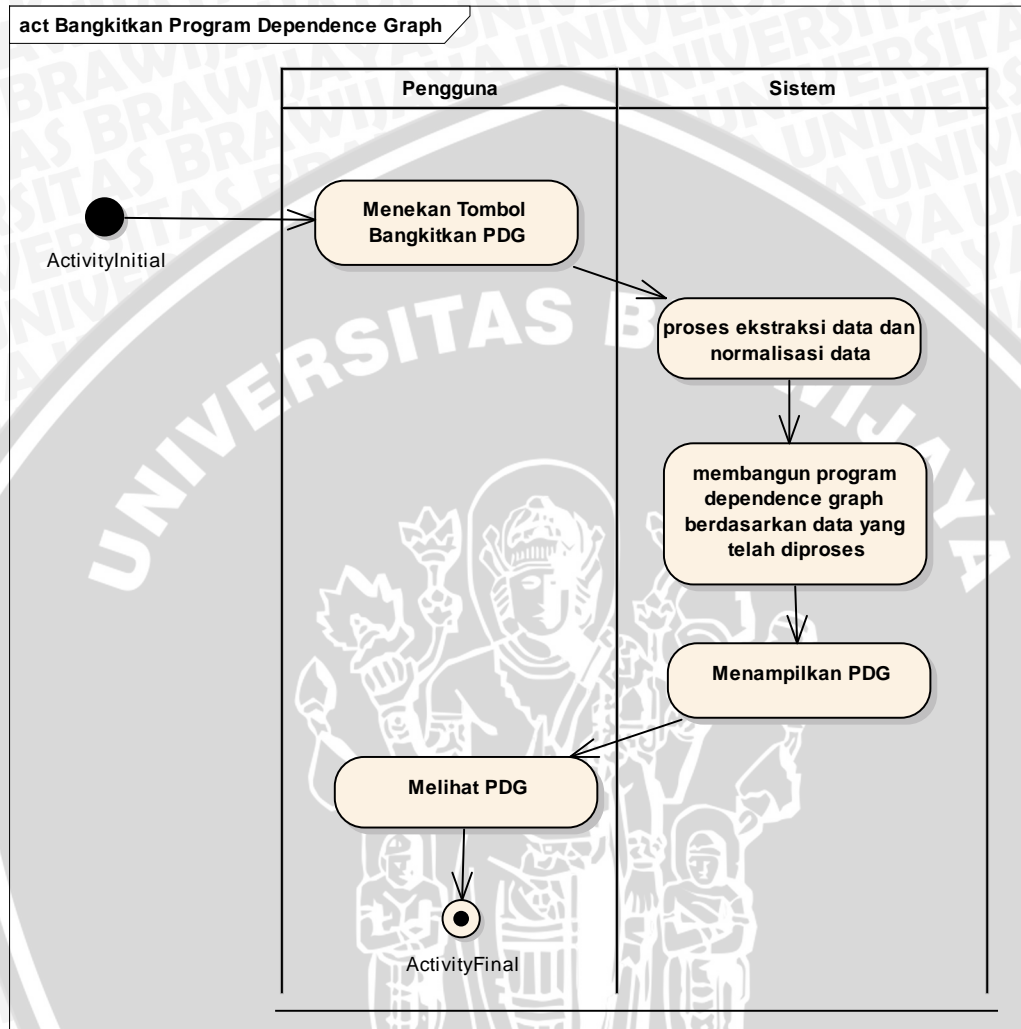 act Bangkitkan Program Dependence Graph
Pengguna
Sistem
Menekan Tombol
Bangkitkan PDG
ActivityInitial
proses ekstraksi data dan
normalisasi data
membangun program
dependence graph
berdasarkan data yang
telah diproses
Menampilkan PDG
Melihat PDG
ActivityFinal